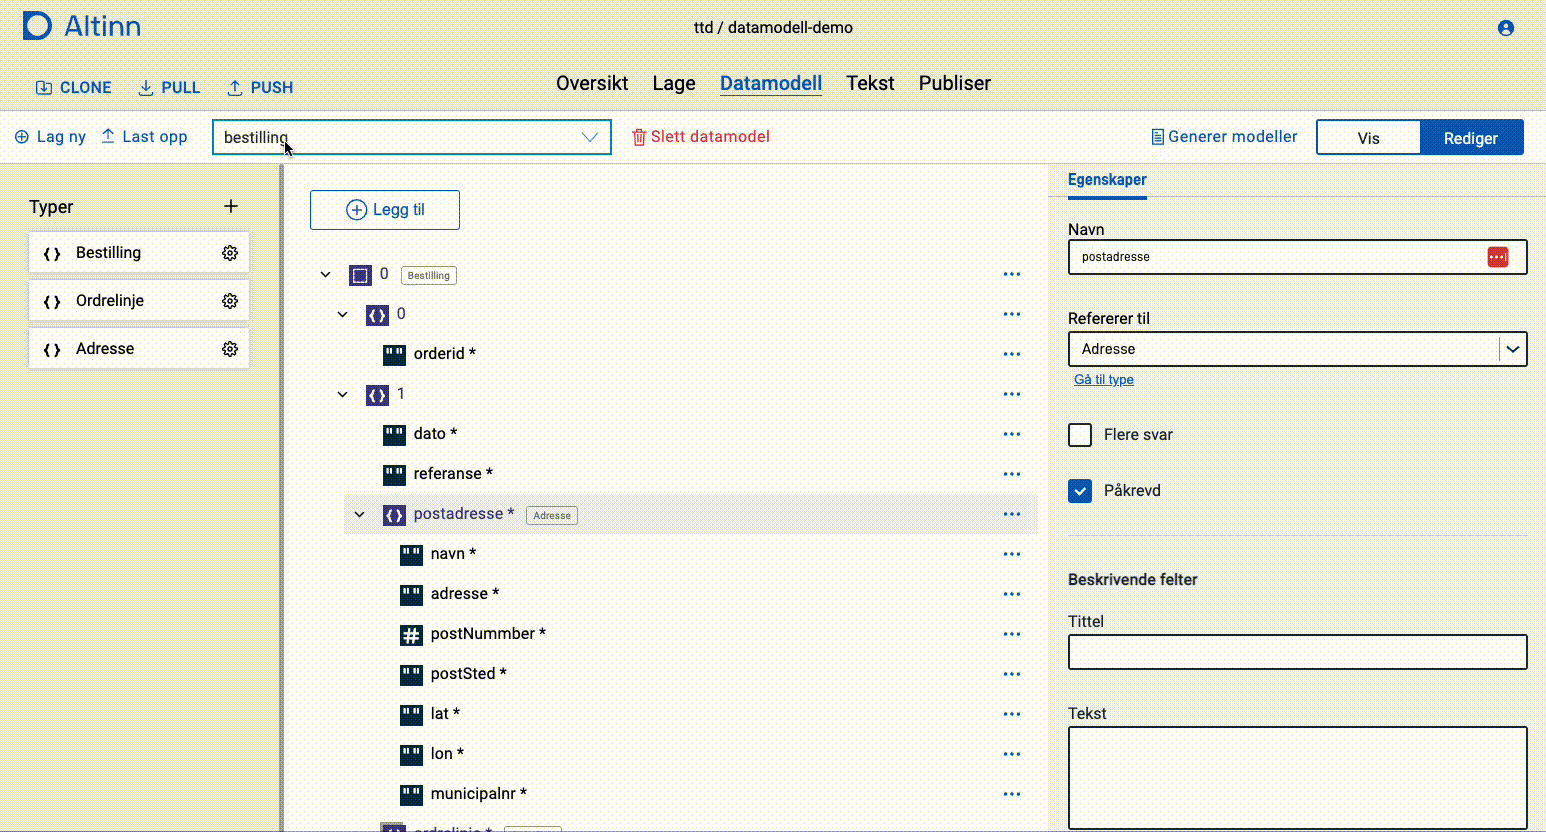 Altinn
ttd / datamodell-demo
CLONE PULL PUSH
Oversikt Lage Datamodell Tekst Publiser
Lag ny Last opp bestilling Slett datamodel Generer modeller Vis Rediger
Typer
Bestilling
Ordrelinje
Adresse
Legg til
0 Bestilling
0
orderid *
1
dato *
referanse *
postadresse * Adresse
navn *
adresse *
postNummber *
postSted *
lat *
lon *
municipalnr *
Egenskaper
Navn
postadresse
Refererer til
Adresse
Gå til type
Flere svar
Påkrevd
Beskrivende felter
Tittel
Tekst